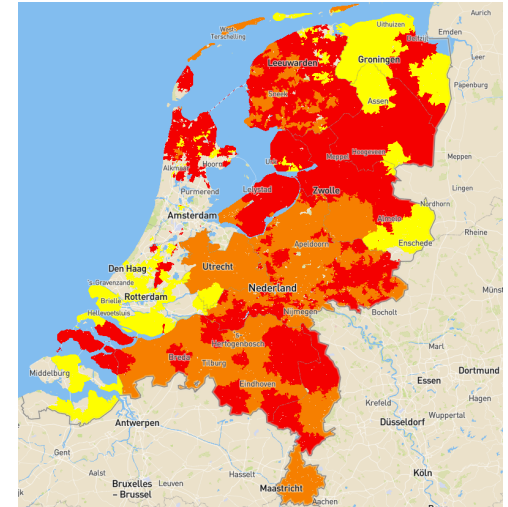 Aurich
West-
Terschelling
Uithuizen
Emden
Delfzijl
Leeuwarden
Groningen
Leer
Papenburg
Sneek
Assen
Hoogeveen
Meppel
Meppen
Alkmaar
Hoorn
Urk
Lingen
Purmerend
Lelystad
Zwolle
Nordhorn
Amsterdam
Almelo
Rheine
Enschede
Apeldoorn
Den Haag
Utrecht
's-Gravenzande
Nederland
Münst
Rotterdam
Brielle
Hellevoetsluis
Nijmegen
Bocholt
's-
Hertogenbosch
Marl
Breda
Tilburg
Middelburg
Dortmund
Eindhoven
Essen
Hagen
Krefeld
Wuppertal
Antwerpen
Düsseldorf
Gent
Hasselt
Köln
Aalst
Bruxelles
– Brussel
Leuven
Maastricht
Aachen